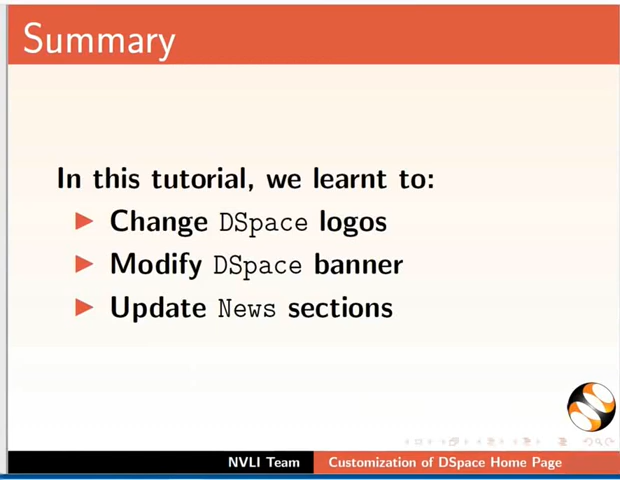 Summary
In this tutorial, we learnt to:
Change DSpace logos
Modify DSpace banner
Update News sections
NVLI Team Customization of DSpace Home Page